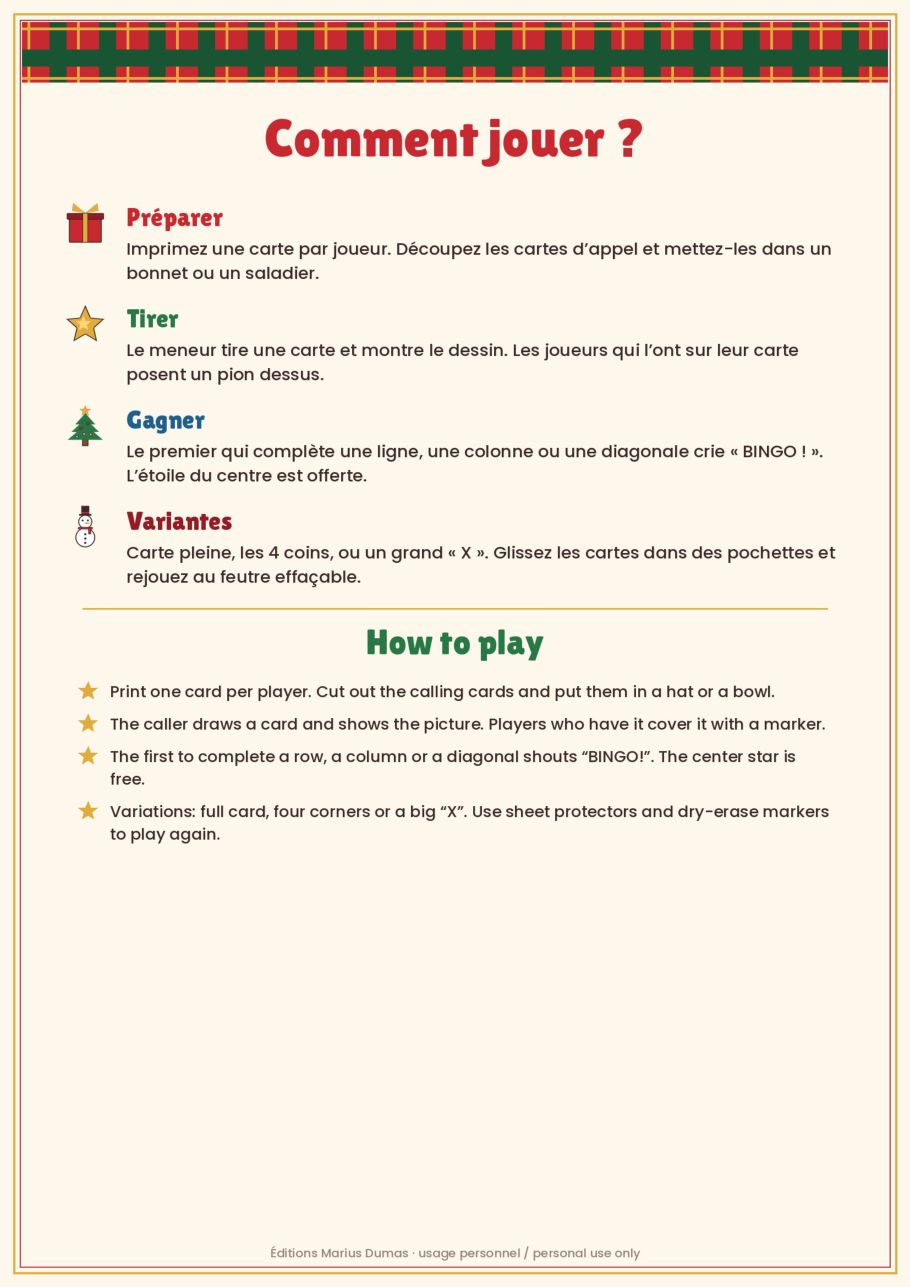 Comment jouer ?
Préparer
Imprimez une carte par joueur. Découpez les cartes d’appel et mettez-les dans un
bonnet ou un saladier.
Tirer
Le meneur tire une carte et montre le dessin. Les joueurs qui l’ont sur leur carte
posent un pion dessus.
Gagner
Le premier qui complète une ligne, une colonne ou une diagonale crie « BINGO ! ».
L’étoile du centre est offerte.
Variantes
Carte pleine, les 4 coins, ou un grand « X ». Glissez les cartes dans des pochettes et
rejouez au feutre effaçable.
How to play
Print one card per player. Cut out the calling cards and put them in a hat or a bowl.
The caller draws a card and shows the picture. Players who have it cover it with a marker.
The first to complete a row, a column or a diagonal shouts “BINGO!”. The center star is
free.
Variations: full card, four corners or a big “X”. Use sheet protectors and dry-erase markers
to play again.
Éditions Marius Dumas · usage personnel / personal use only